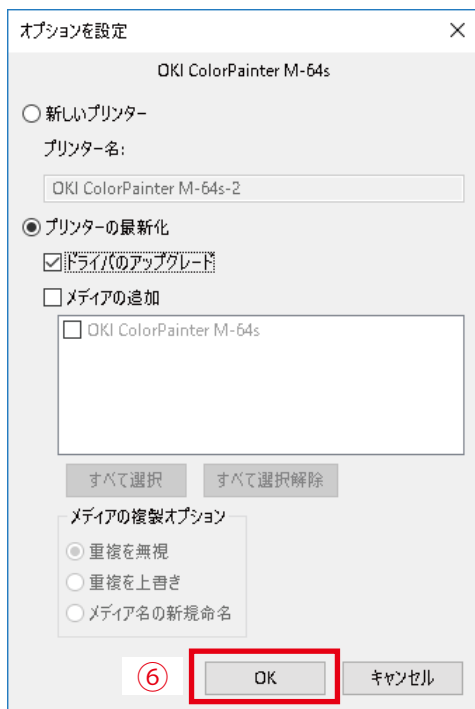 オプションを設定
OKI ColorPainter M-64s
新しいプリンター
プリンター名:
OKI ColorPainter M-64s-2
プリンターの最新化
ドライバのアップグレード
メディアの追加
OKI ColorPainter M-64s
すべて選択 すべて選択解除
メディアの複製オプション
重複を無視
重複を上書き
メディア名の新規命名
⑥ OK キャンセル